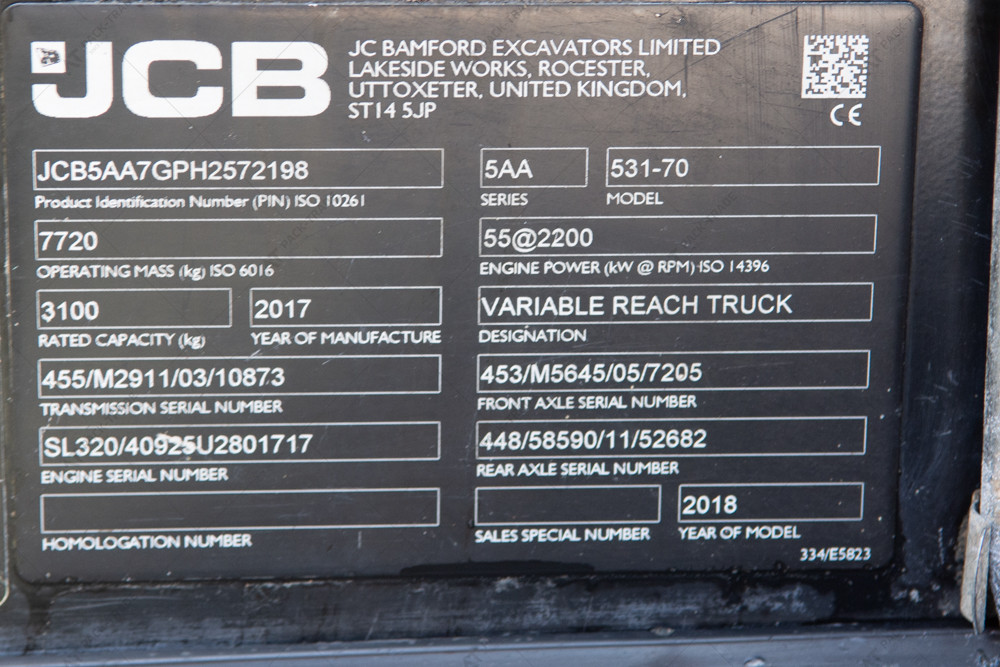 JCB
JC BAMFORD EXCAVATORS LIMITED
LAKESIDE WORKS, ROCESTER,
UTTOXETER, UNITED KINGDOM,
ST14 5JP
CE
JCB5AA7GPH2572198
Product Identification Number (PIN) ISO 10261
5AA
SERIES
531-70
MODEL
7720
OPERATING MASS (kg) ISO 6016
55@2200
ENGINE POWER (kW @ RPM) ISO 14396
3100
RATED CAPACITY (kg)
2017
YEAR OF MANUFACTURE
VARIABLE REACH TRUCK
DESIGNATION
455/M2911/03/10873
TRANSMISSION SERIAL NUMBER
453/M5645/05/7205
FRONT AXLE SERIAL NUMBER
SL320/40925U2801717
ENGINE SERIAL NUMBER
448/58590/11/52682
REAR AXLE SERIAL NUMBER
HOMOLOGATION NUMBER
SALES SPECIAL NUMBER
2018
YEAR OF MODEL
334/E5823